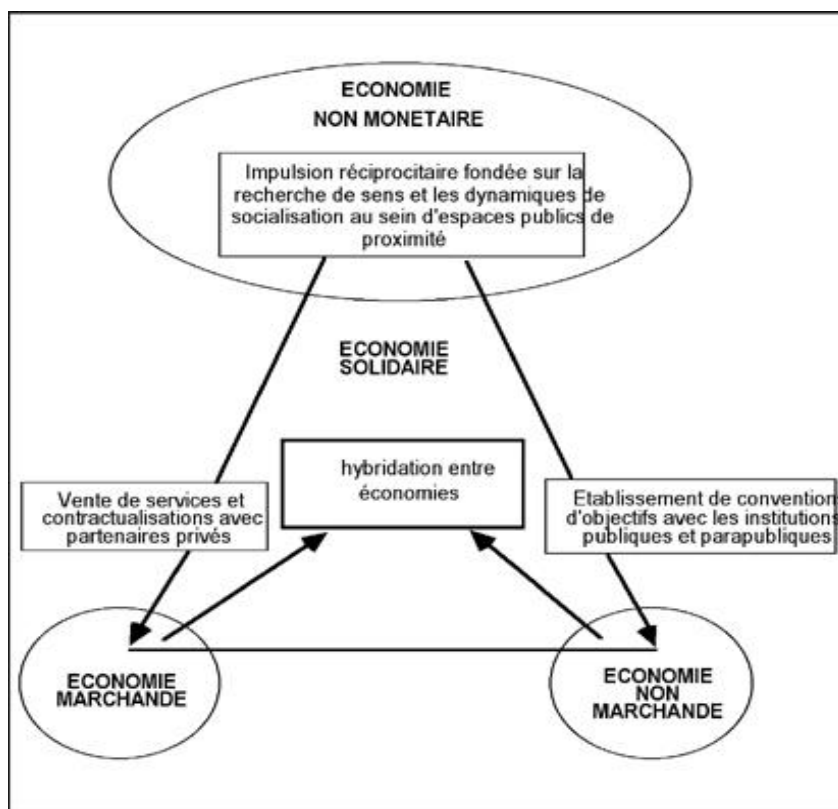 ECONOMIE
NON MONETAIRE
Impulsion réciprocitaire fondée sur la
recherche de sens et les dynamiques de
socialisation au sein d'espaces publics de
proximité
ECONOMIE
SOLIDAIRE
hybridation entre
économies
Vente de services et
contractualisations avec
partenaires privés
Etablissement de convention
d'objectifs avec les institutions
publiques et parapubliques
ECONOMIE
MARCHANDE
ECONOMIE
NON
MARCHANDE